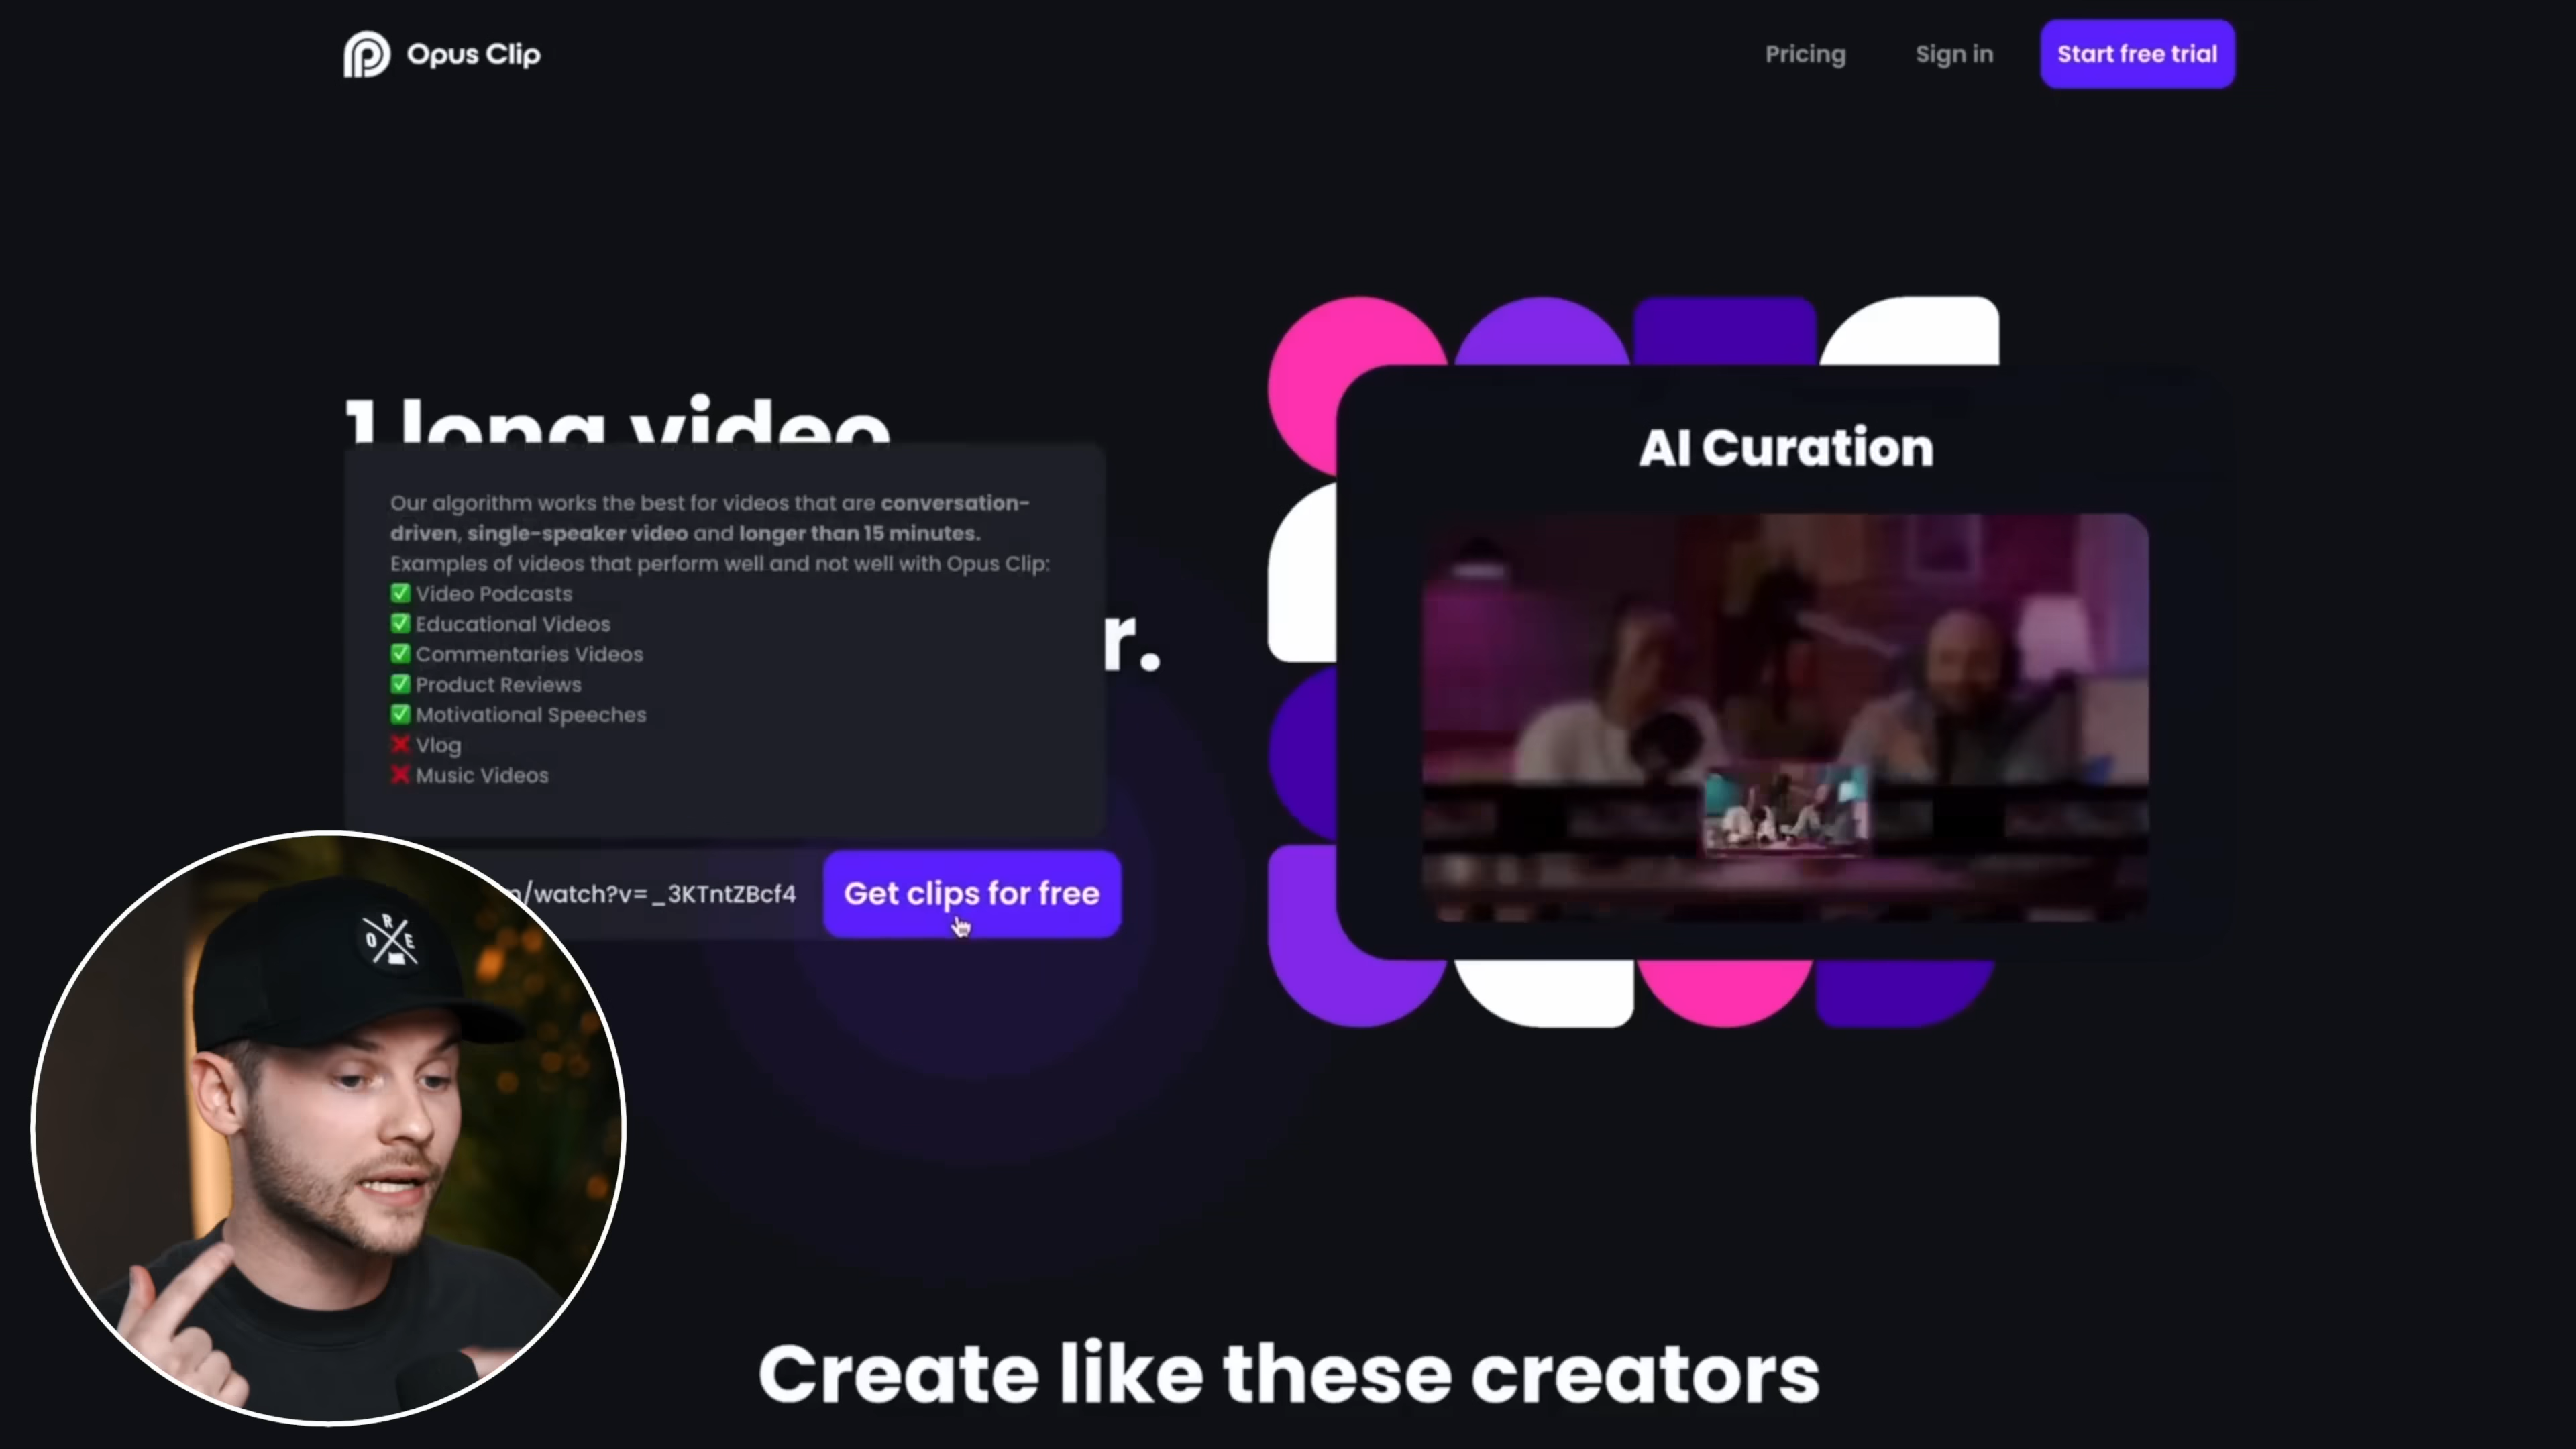 Opus Clip
Pricing
Sign in
Start free trial
1 long video
r.
Our algorithm works the best for videos that are conversation-
driven, single-speaker video and longer than 15 minutes.
Examples of videos that perform well and not well with Opus Clip:
✅ Video Podcasts
✅ Educational Videos
✅ Commentaries Videos
✅ Product Reviews
✅ Motivational Speeches
❌ Vlog
❌ Music Videos
/watch?v=_3KTntZBcf4
Get clips for free
AI Curation
R
O E
Create like these creators